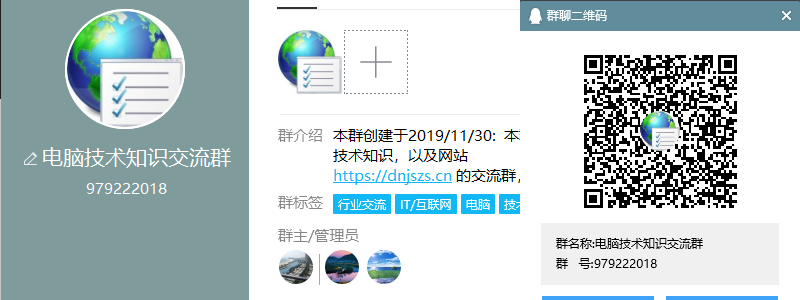 电脑技术知识交流群
979222018
群介绍
本群创建于2019/11/30: 本
技术知识，以及网站
https://dnjszs.cn 的交流群，
群标签
行业交流 IT/互联网 电脑
群主/管理员
群聊二维码
群名称:电脑技术知识交流群
群 号:979222018